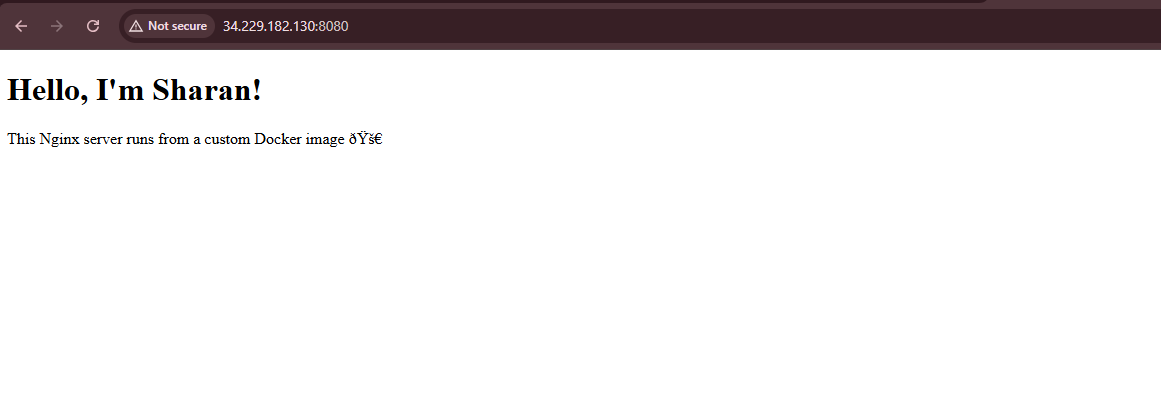 Not secure 34.229.182.130:8080
Hello, I'm Sharan!
This Nginx server runs from a custom Docker image ðŸš€